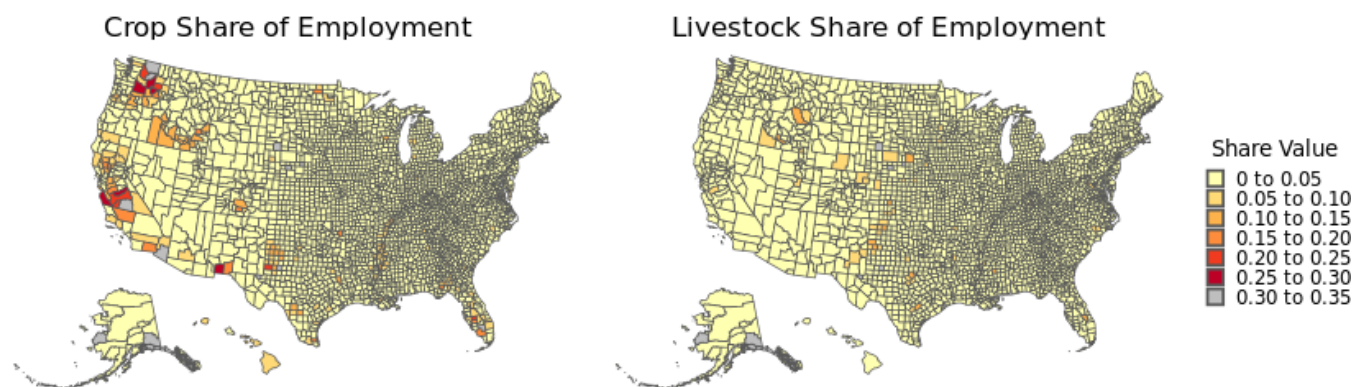 Crop Share of Employment
Livestock Share of Employment
Share Value
0 to 0.05
0.05 to 0.10
0.10 to 0.15
0.15 to 0.20
0.20 to 0.25
0.25 to 0.30
0.30 to 0.35